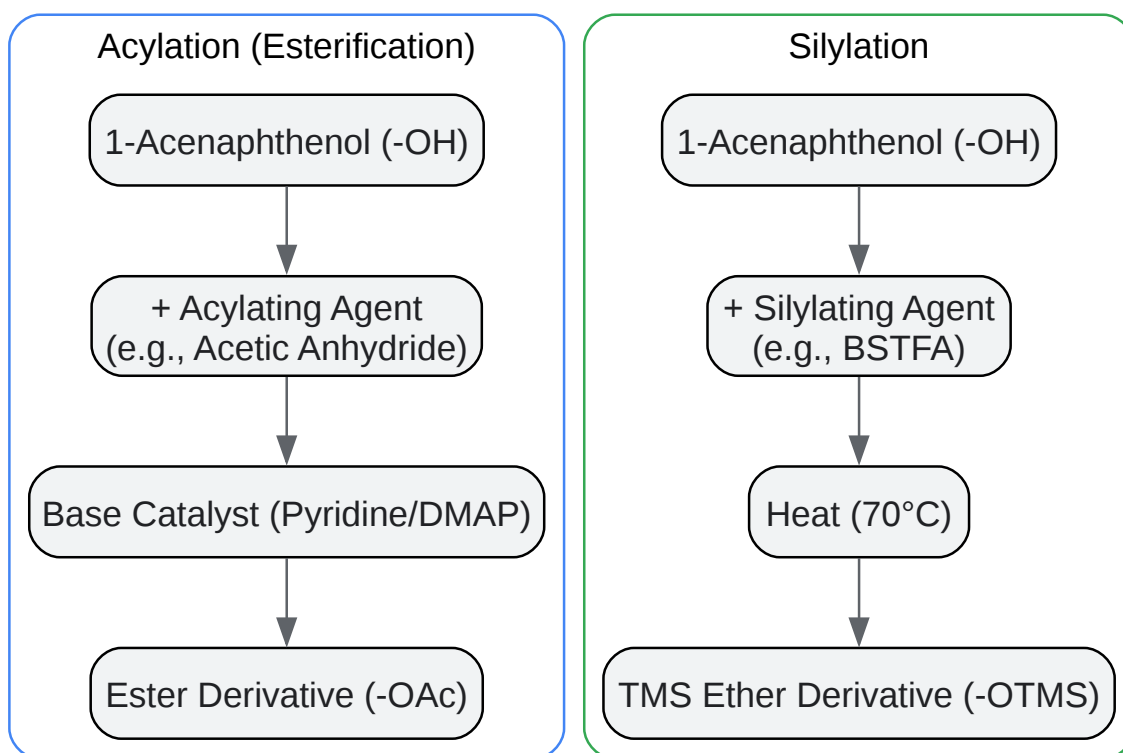 Acylation (Esterification)
1-Acenaphthenol (-OH)
+ Acylating Agent
(e.g., Acetic Anhydride)
Base Catalyst (Pyridine/DMAP)
Ester Derivative (-OAc)
Silylation
1-Acenaphthenol (-OH)
+ Silylating Agent
(e.g., BSTFA)
Heat (70°C)
TMS Ether Derivative (-OTMS)